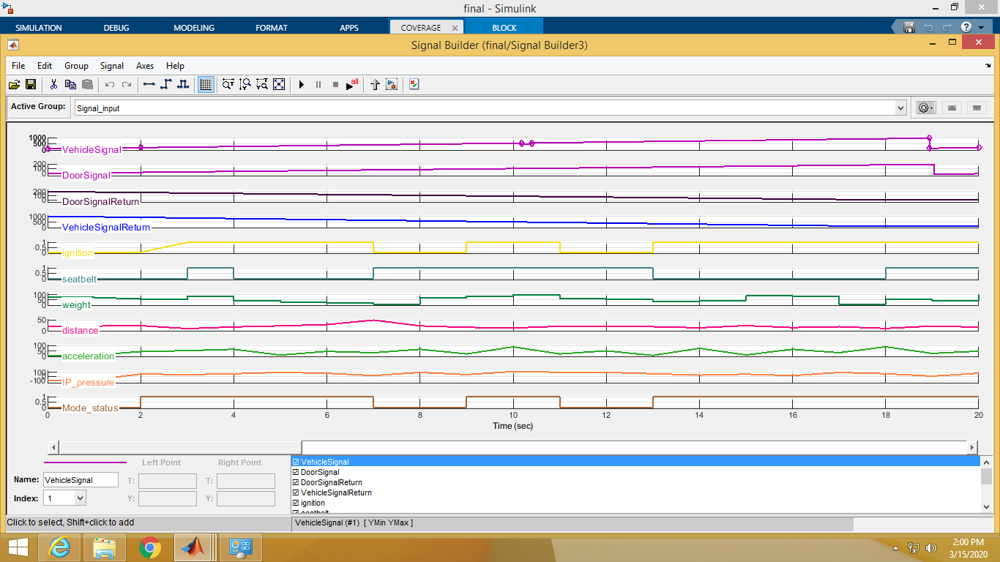 final - Simulink
SIMULATION DEBUG MODELING FORMAT APPS COVERAGE BLOCK
Signal Builder (final/Signal Builder3)
File Edit Group Signal Axes Help
all
Active Group: Signal_input
1000
500
0
VehicleSignal
200
100
0
DoorSignal
200
100
0
DoorSignalReturn
1000
500
0
VehicleSignalReturn
1
0.5
0
ignition
1
0.5
0
seatbelt
100
50
0
weight
50
0
distance
100
50
0
acceleration
100
0
-100
IP_pressure
1
0.5
0
Mode_status
0 2 4 6 8 10 12 14 16 18 20
Time (sec)
Left Point Right Point
Name: VehicleSignal T: T:
Index: 1 Y: Y:
VehicleSignal
DoorSignal
DoorSignalReturn
VehicleSignalReturn
ignition
seatbelt
Click to select, Shift+click to add VehicleSignal (#1) [ YMin YMax ]
2:00 PM
3/15/2020